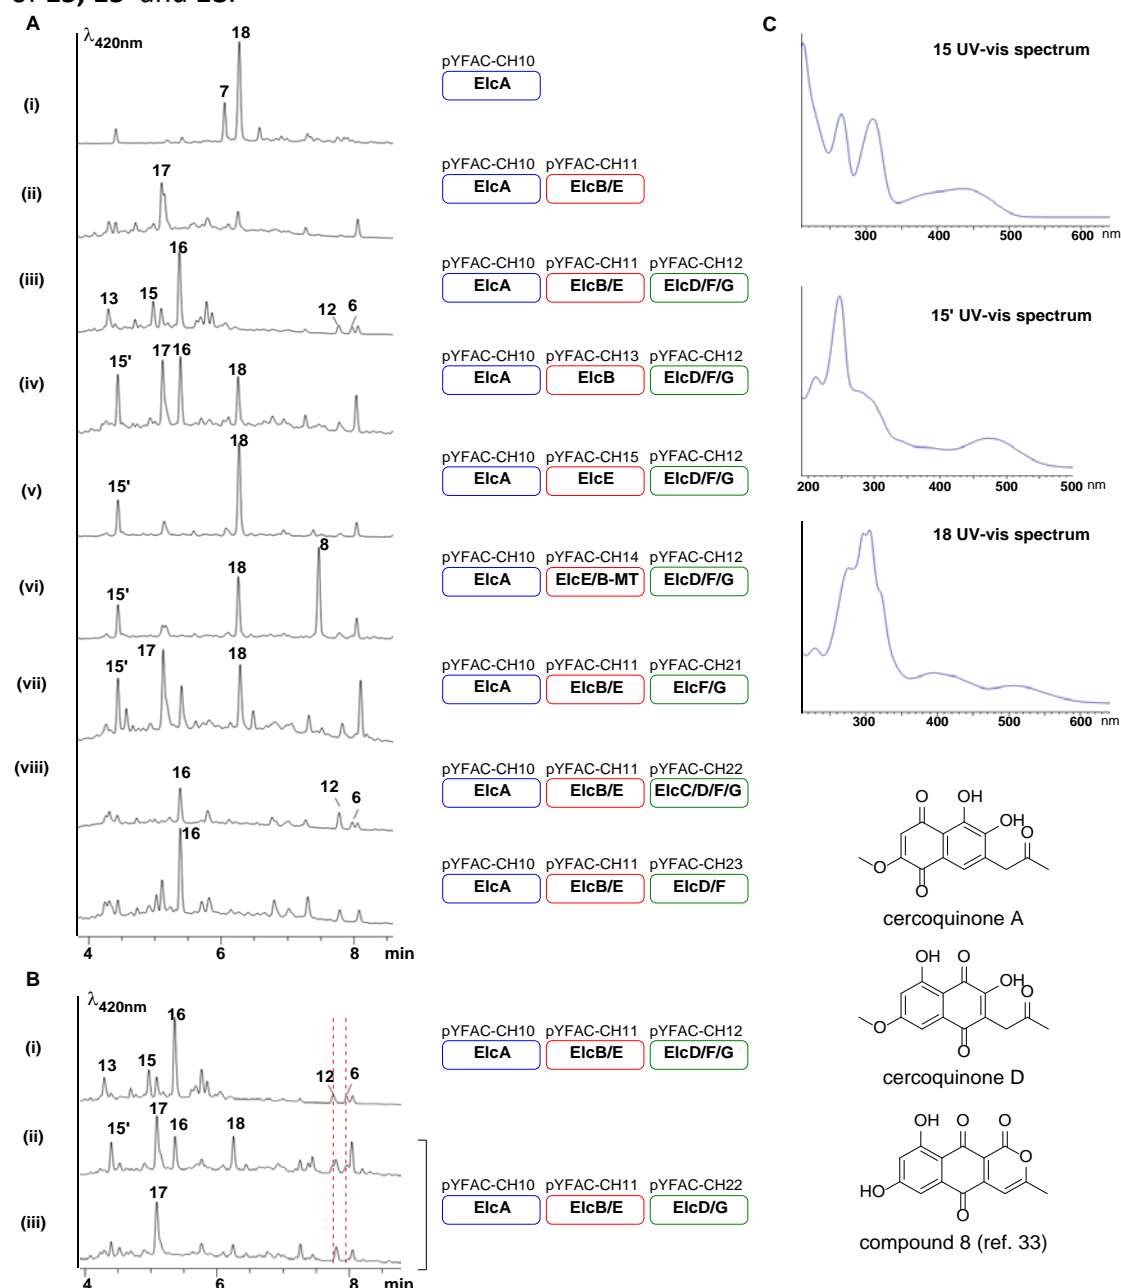 of 15, 15' and 18.
A
λ420nm
7
18
(i)
pYFAC-CH10
ElcA
17
(ii)
pYFAC-CH10 pYFAC-CH11
ElcA ElcB/E
(iii)
13
15
16
12
6
pYFAC-CH10 pYFAC-CH11 pYFAC-CH12
ElcA ElcB/E ElcD/F/G
(iv)
15'
17 16
18
pYFAC-CH10 pYFAC-CH13 pYFAC-CH12
ElcA ElcB ElcD/F/G
(v)
15'
18
pYFAC-CH10 pYFAC-CH15 pYFAC-CH12
ElcA ElcE ElcD/F/G
(vi)
15'
18
8
pYFAC-CH10 pYFAC-CH14 pYFAC-CH12
ElcA ElcE/B-MT ElcD/F/G
(vii)
15'
17
18
pYFAC-CH10 pYFAC-CH11 pYFAC-CH21
ElcA ElcB/E ElcF/G
(viii)
16
12
6
pYFAC-CH10 pYFAC-CH11 pYFAC-CH22
ElcA ElcB/E ElcC/D/F/G
16
pYFAC-CH10 pYFAC-CH11 pYFAC-CH23
ElcA ElcB/E ElcD/F
4 6 8 min
B
λ420nm
(i)
13
15
16
12
6
pYFAC-CH10 pYFAC-CH11 pYFAC-CH12
ElcA ElcB/E ElcD/F/G
(ii)
15'
17
16
18
(iii)
17
pYFAC-CH10 pYFAC-CH11 pYFAC-CH22
ElcA ElcB/E ElcD/G
4 6 8 min
C
15 UV-vis spectrum
300 400 500 600 nm
15' UV-vis spectrum
200 300 400 500 500 nm
18 UV-vis spectrum
300 400 500 600 nm
O OH
OH O
O
O
cercoquinone A
OH O
OH O
O
O
cercoquinone D
OH O O
O
HO
O
compound 8 (ref. 33)